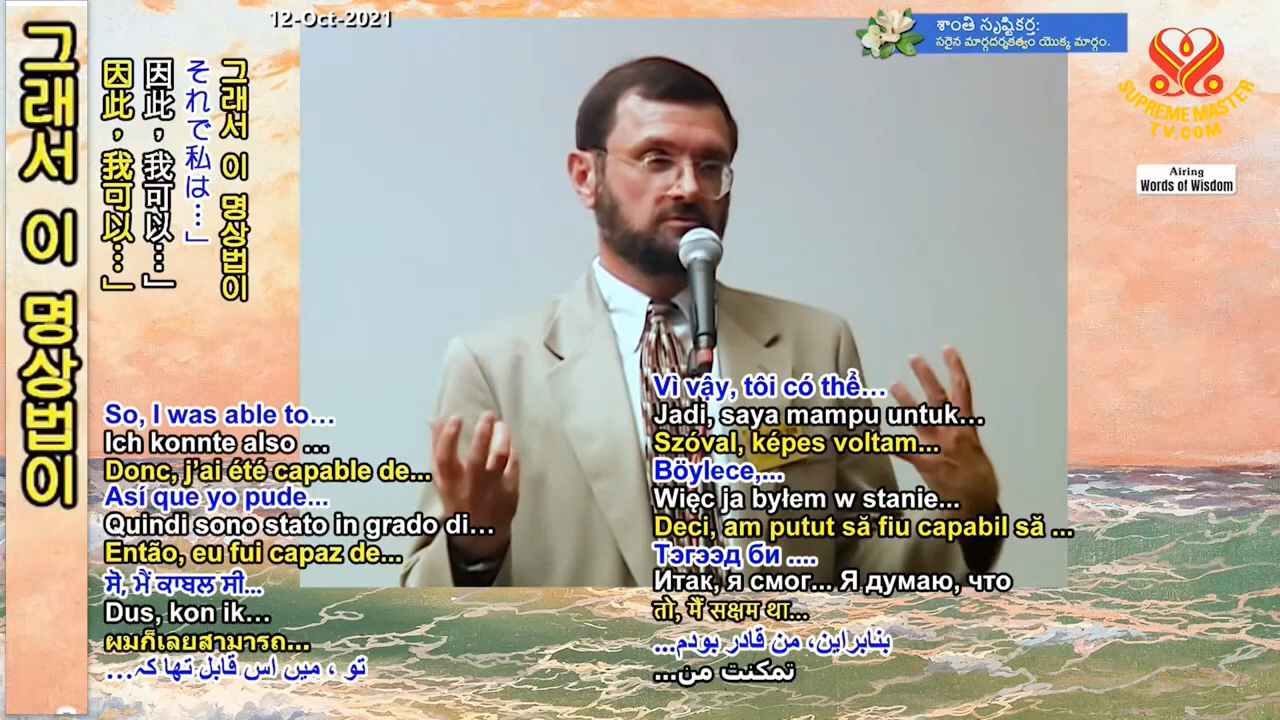 12-Oct-2021
శాంతి సృష్టికర్త:
సరైన మార్గదర్శకత్వం యొక్క మార్గం.
SUPREME MASTER
TV.COM
Airing
Words of Wisdom
그래서 이 명상법이
因此，我可以…」
因此，我可以…」
それで私は…」
그래서 이 명상법이
So, I was able to…
Ich konnte also …
Donc, j’ai été capable de...
Así que yo pude...
Quindi sono stato in grado di…
Então, eu fui capaz de...
ਸੋ, ਮੈਂ ਕਾਬਲ ਸੀ...
Dus, kon ik…
ผมก็เลยสามารถ...
تو ، میں اس قابل تھا کہ...
Vì vậy, tôi có thể…
Jadi, saya mampu untuk…
Szóval, képes voltam...
Böylece,...
Więc ja byłem w stanie...
Deci, am putut să fiu capabil să ...
Тэгээд би ....
Итак, я смог... Я думаю, что
तो, मैं सक्षम था...
بنابراین، من قادر بودم...
تمكنت من...